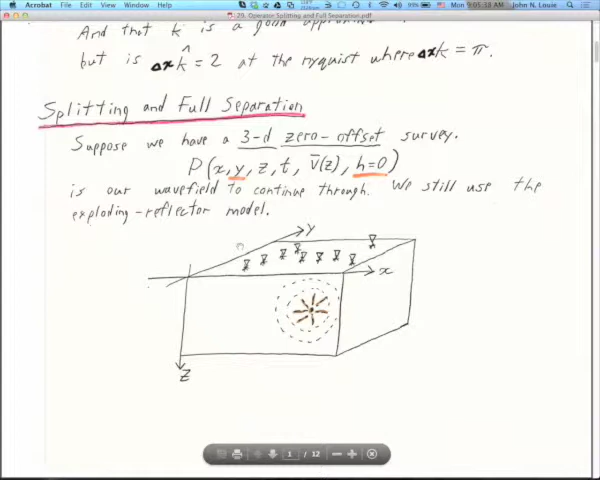 Acrobat File Edit View Window Help
95% Mon 9:05:18 AM John N. Louie
29. Operator Splitting and Full Separation.pdf
And that k is a good
but is Δx k̂ = 2 at the nyquist where Δxk = π.
Splitting and Full Separation
Suppose we have a 3-d zero-offset survey.
P(x, y, z, t, v̄(z), h=0)
is our wavefield to continue through. We still use the
exploding-reflector model.
y
x
z
1 / 12